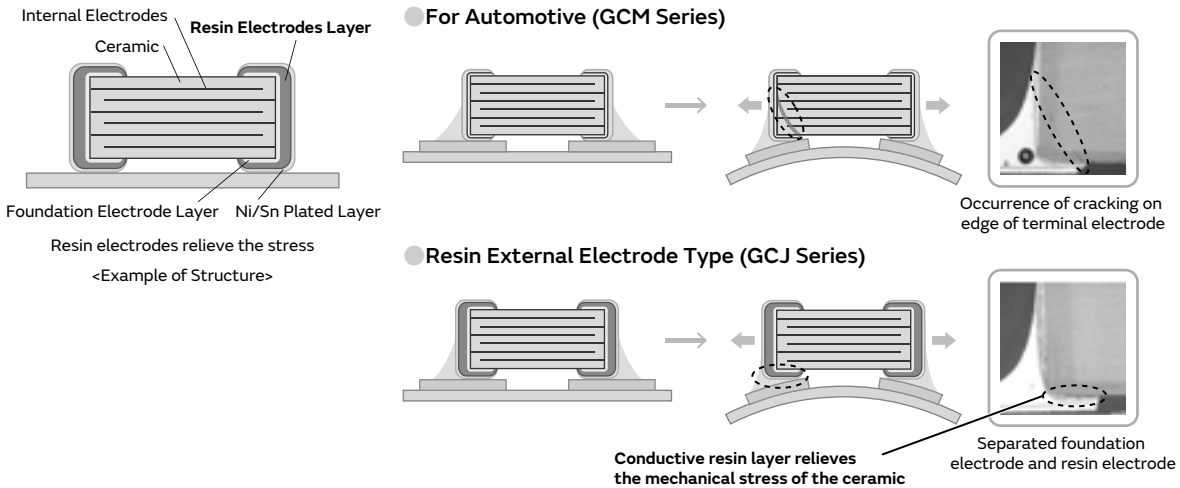 Internal Electrodes
Resin Electrodes Layer
Ceramic
Foundation Electrode Layer
Ni/Sn Plated Layer
Resin electrodes relieve the stress
<Example of Structure>
For Automotive (GCM Series)
Occurrence of cracking on
edge of terminal electrode
Resin External Electrode Type (GCJ Series)
Conductive resin layer relieves
the mechanical stress of the ceramic
Separated foundation
electrode and resin electrode